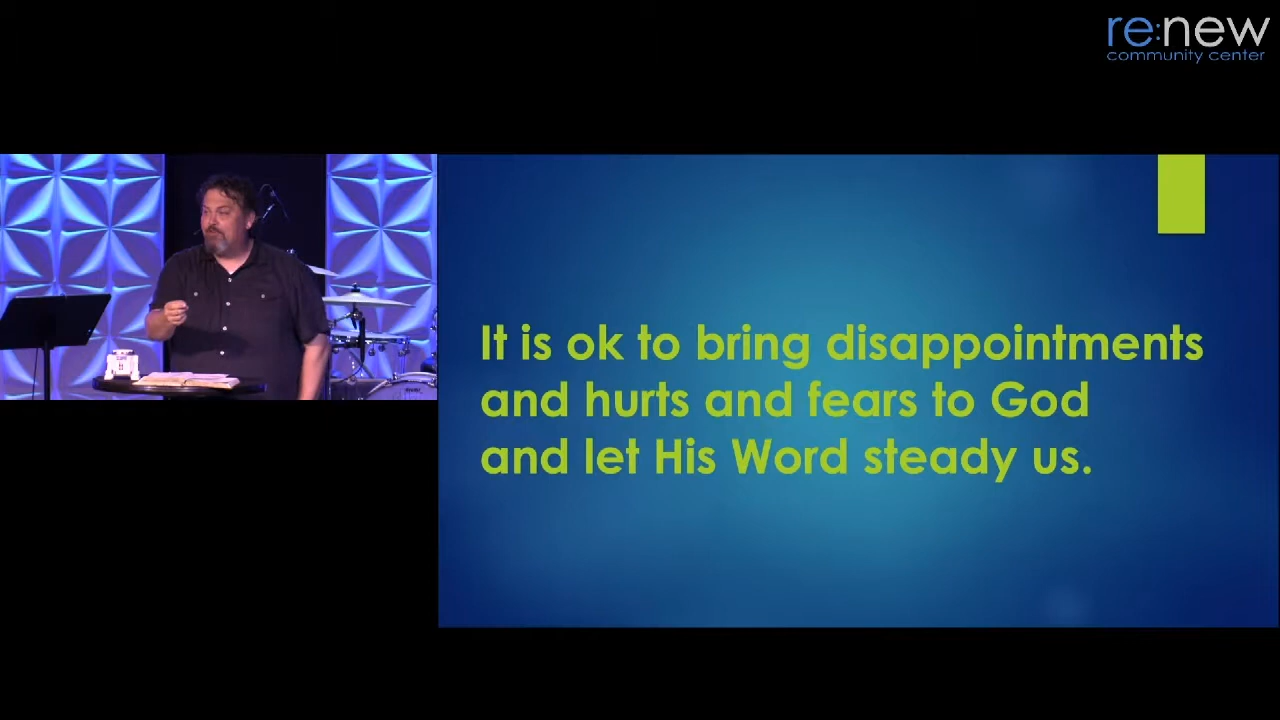 re:new
community center
It is ok to bring disappointments
and hurts and fears to God
and let His Word steady us.